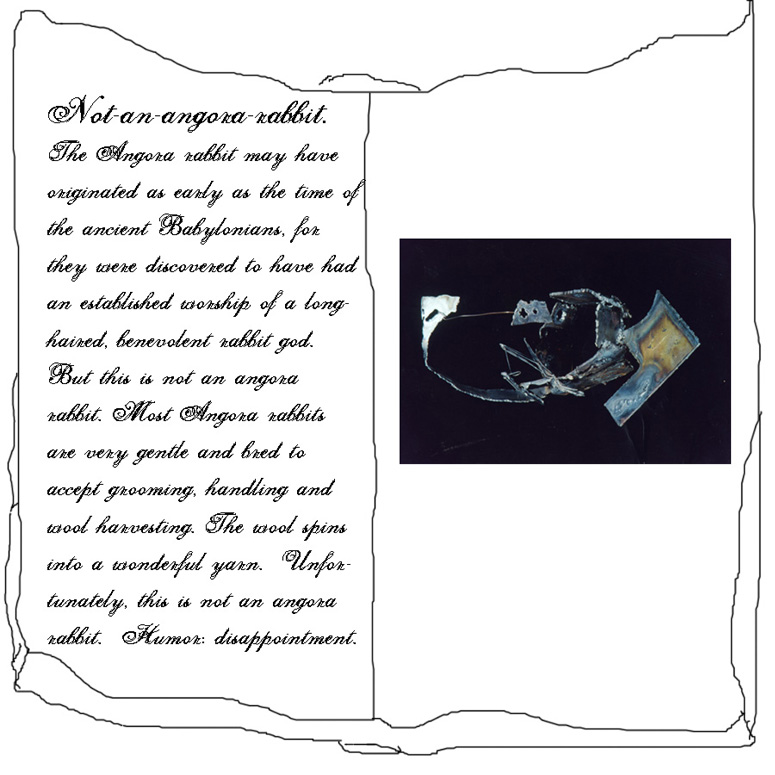 Not-an-angora-rabbit.
The Angora rabbit may have
originated as early as the time of
the ancient Babylonians, for
they were discovered to have had
an established worship of a long-
haired, benevolent rabbit god.
But this is not an angora
rabbit. Most Angora rabbits
are very gentle and bred to
accept grooming, handling and
wool harvesting. The wool spins
into a wonderful yarn. Unfor-
tunately, this is not an angora
rabbit. Humor: disappointment.